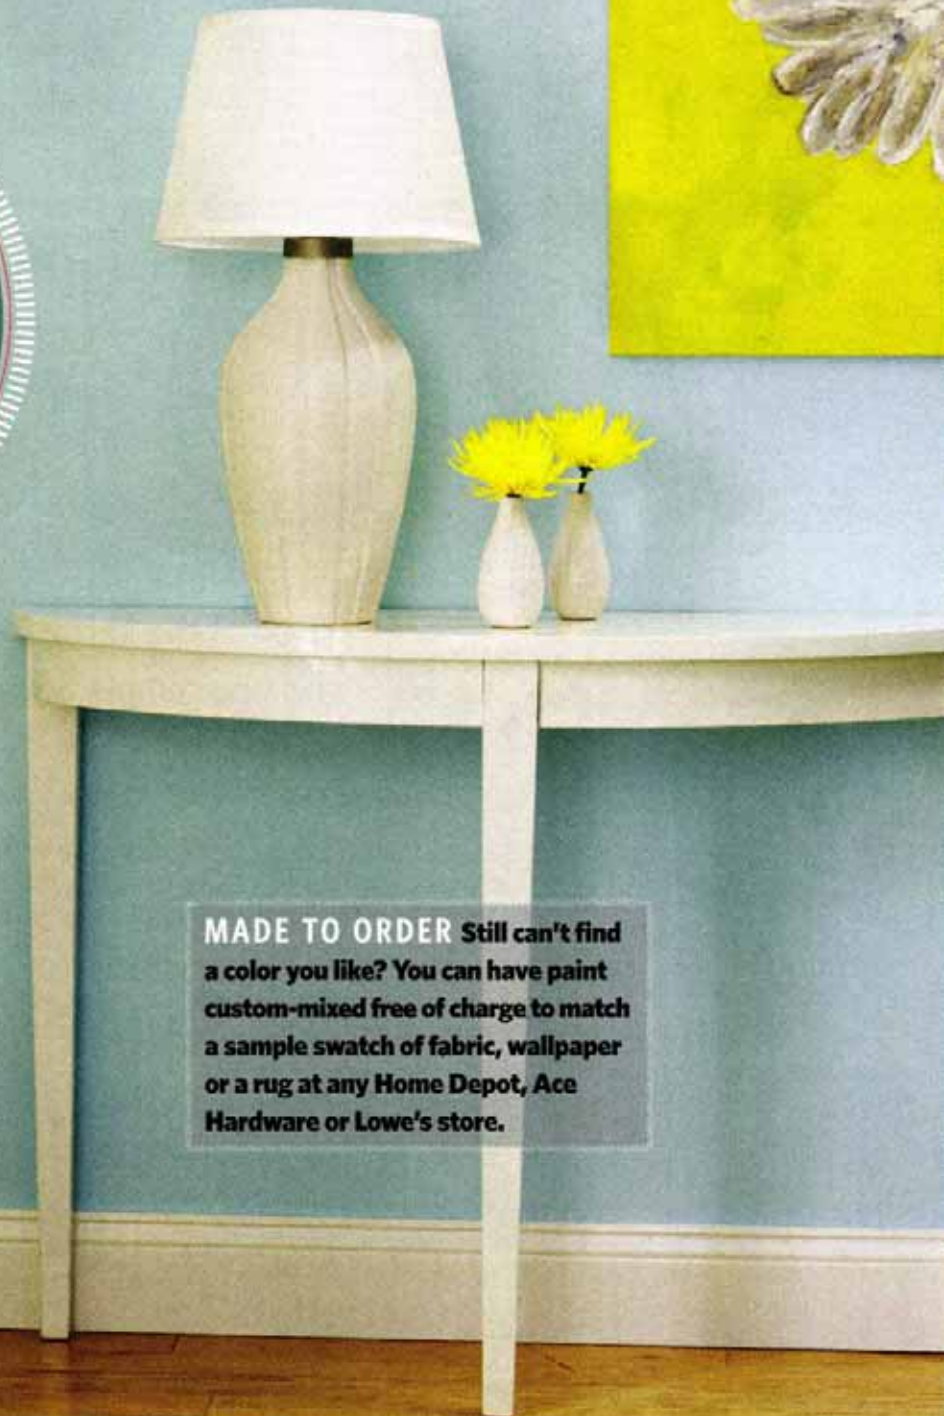 MADE TO ORDER Still can't find
a color you like? You can have paint
custom-mixed free of charge to match
a sample swatch of fabric, wallpaper
or a rug at any Home Depot, Ace
Hardware or Lowe's store.